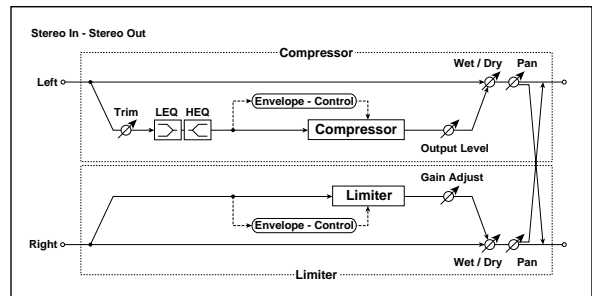 Stereo In - Stereo Out
Compressor
Wet / Dry
Pan
Left
Trim
LEQ
HEQ
Envelope - Control
Compressor
Output Level
Gain Adjust
Limiter
Envelope - Control
Right
Wet / Dry
Pan
Limiter